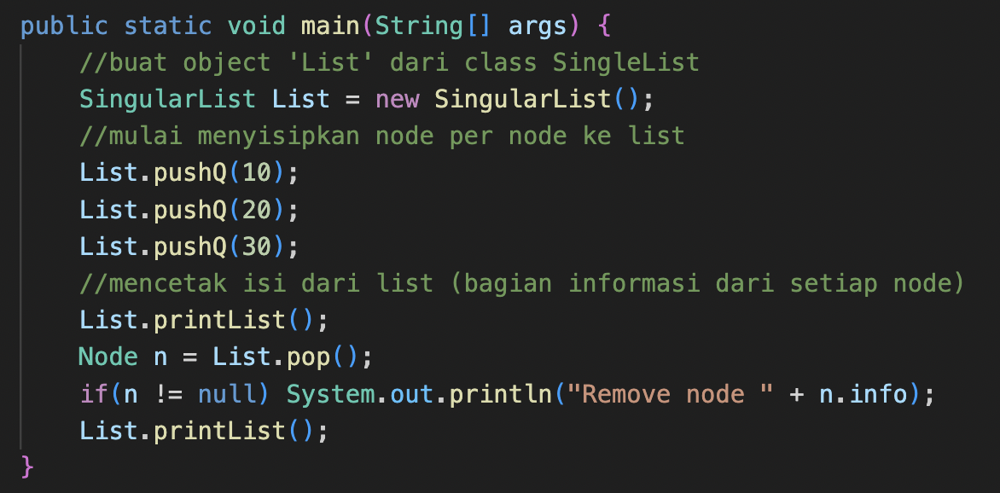 public static void main(String[] args) {
//buat object 'List' dari class SingleList
SingularList List = new SingularList();
//mulai menyisipkan node per node ke list
List.pushQ(10);
List.pushQ(20);
List.pushQ(30);
//mencetak isi dari list (bagian informasi dari setiap node)
List.printList();
Node n = List.pop();
if(n != null) System.out.println("Remove node " + n.info);
List.printList();
}